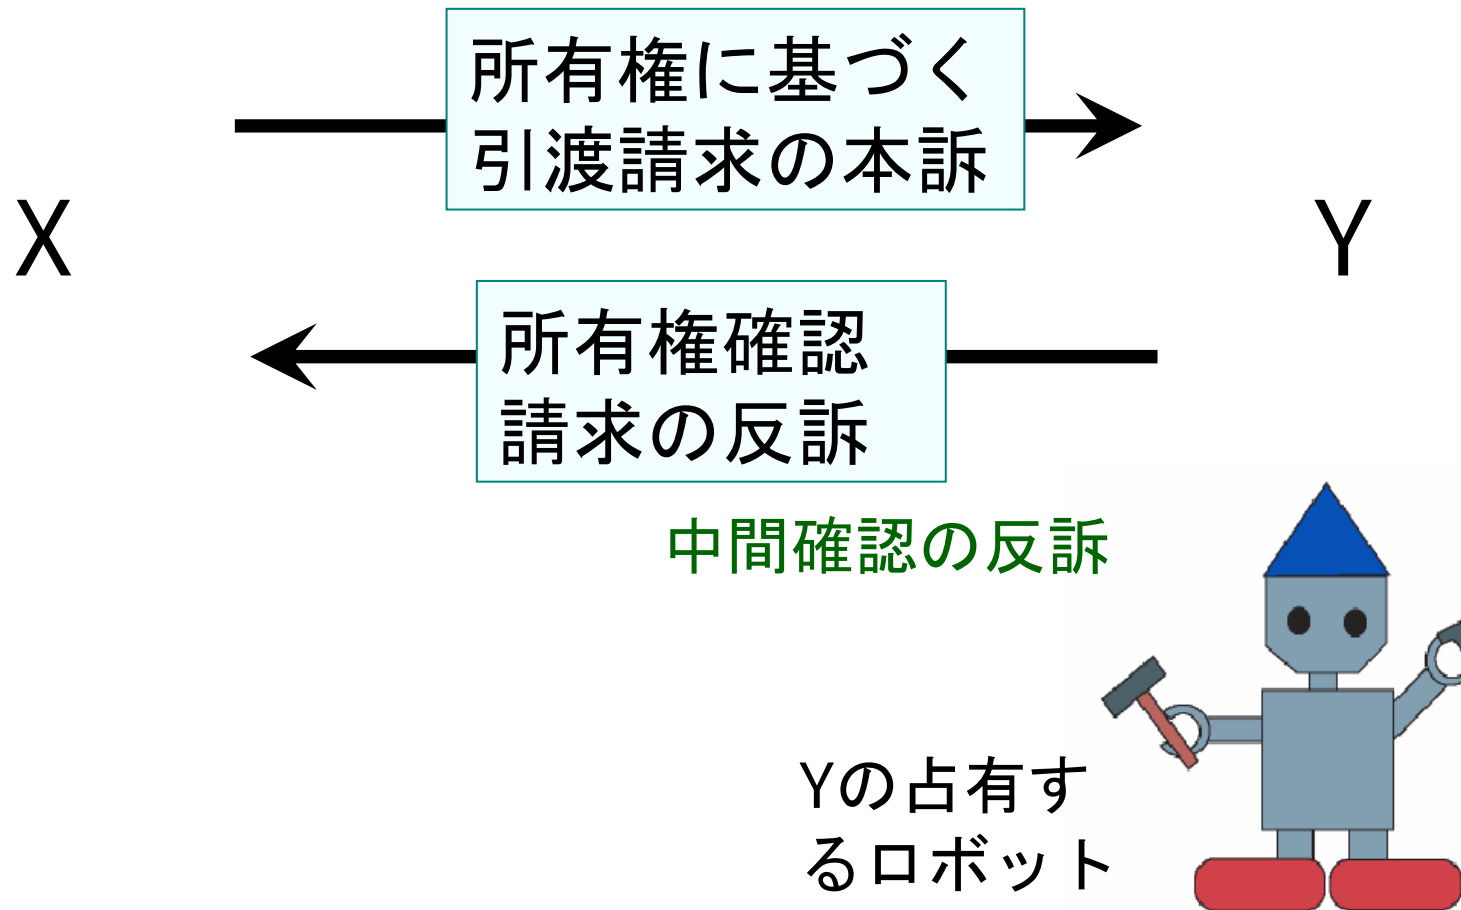 所有権に基づく
引渡請求の本訴
X
Y
所有権確認
請求の反訴
中間確認の反訴
Yの占有す
るロボット